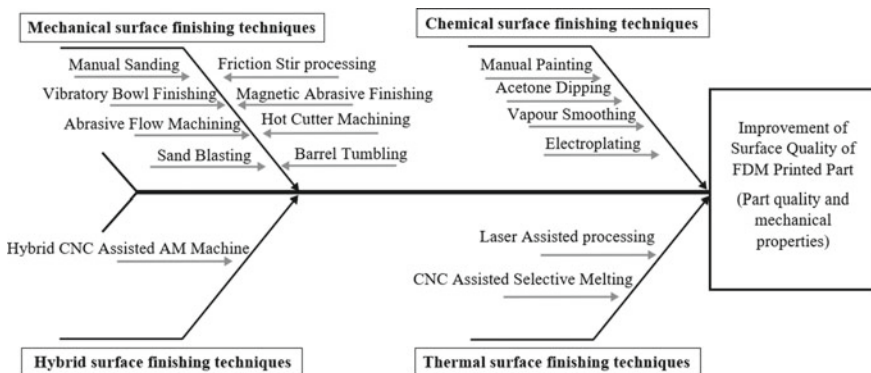 Mechanical surface finishing techniques
Manual Sanding
Friction Stir processing
Vibratory Bowl Finishing
Magnetic Abrasive Finishing
Abrasive Flow Machining
Hot Cutter Machining
Sand Blasting
Barrel Tumbling
Chemical surface finishing techniques
Manual Painting
Acetone Dipping
Vapour Smoothing
Electroplating
Improvement of
Surface Quality of
FDM Printed Part
(Part quality and
mechanical
properties)
Hybrid CNC Assisted AM Machine
Hybrid surface finishing techniques
Laser Assisted processing
CNC Assisted Selective Melting
Thermal surface finishing techniques